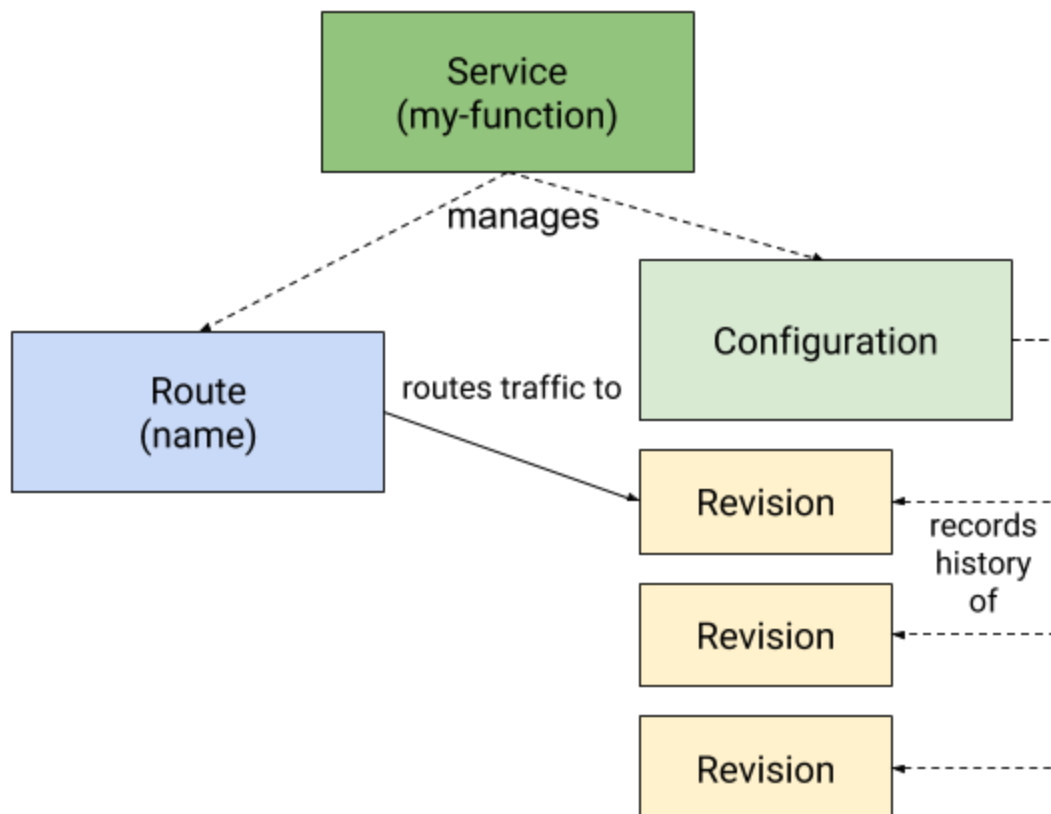 Service
(my-function)
manages
Configuration
Route
(name)
routes traffic to
Revision
records
history
of
Revision
Revision